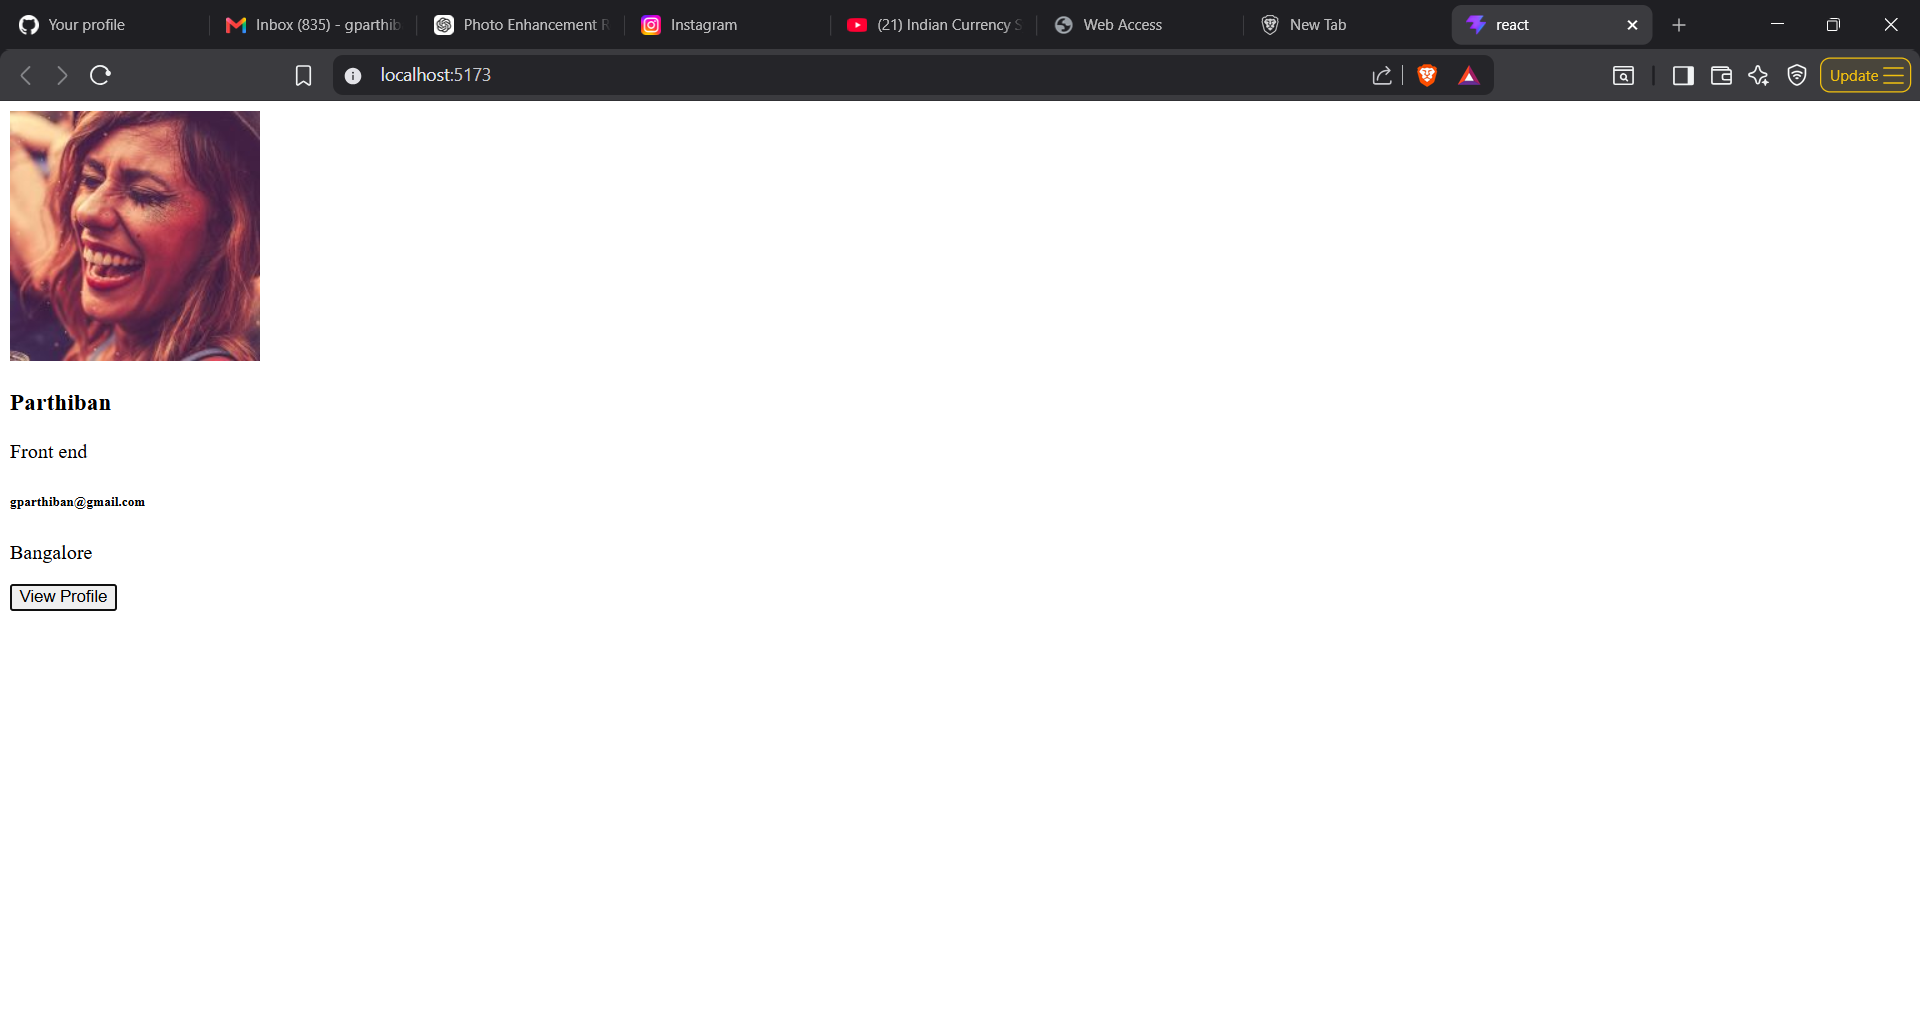 Your profile
Inbox (835) - gparthib
Photo Enhancement R
Instagram
(21) Indian Currency S
Web Access
New Tab
react
localhost:5173
Update
Parthiban
Front end
gparthiban@gmail.com
Bangalore
View Profile